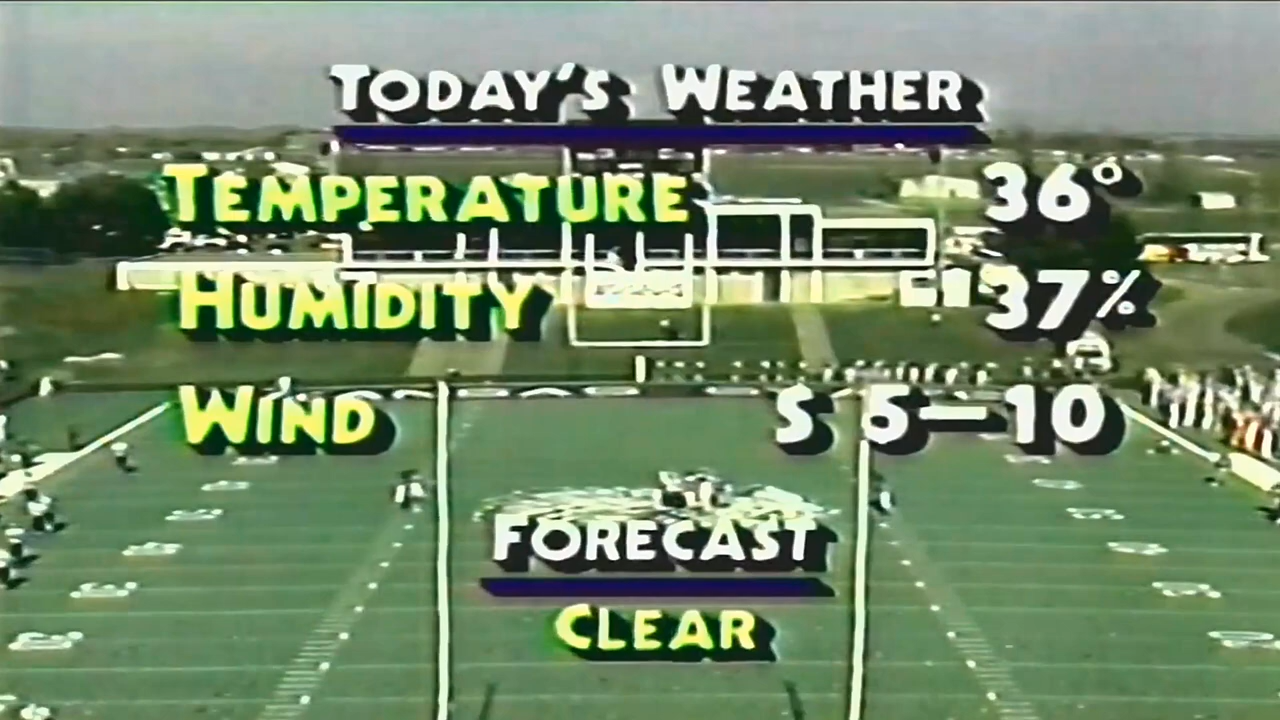 TODAY'S WEATHER
TEMPERATURE 36°
HUMIDITY 37%
WIND S 5-10
FORECAST
CLEAR